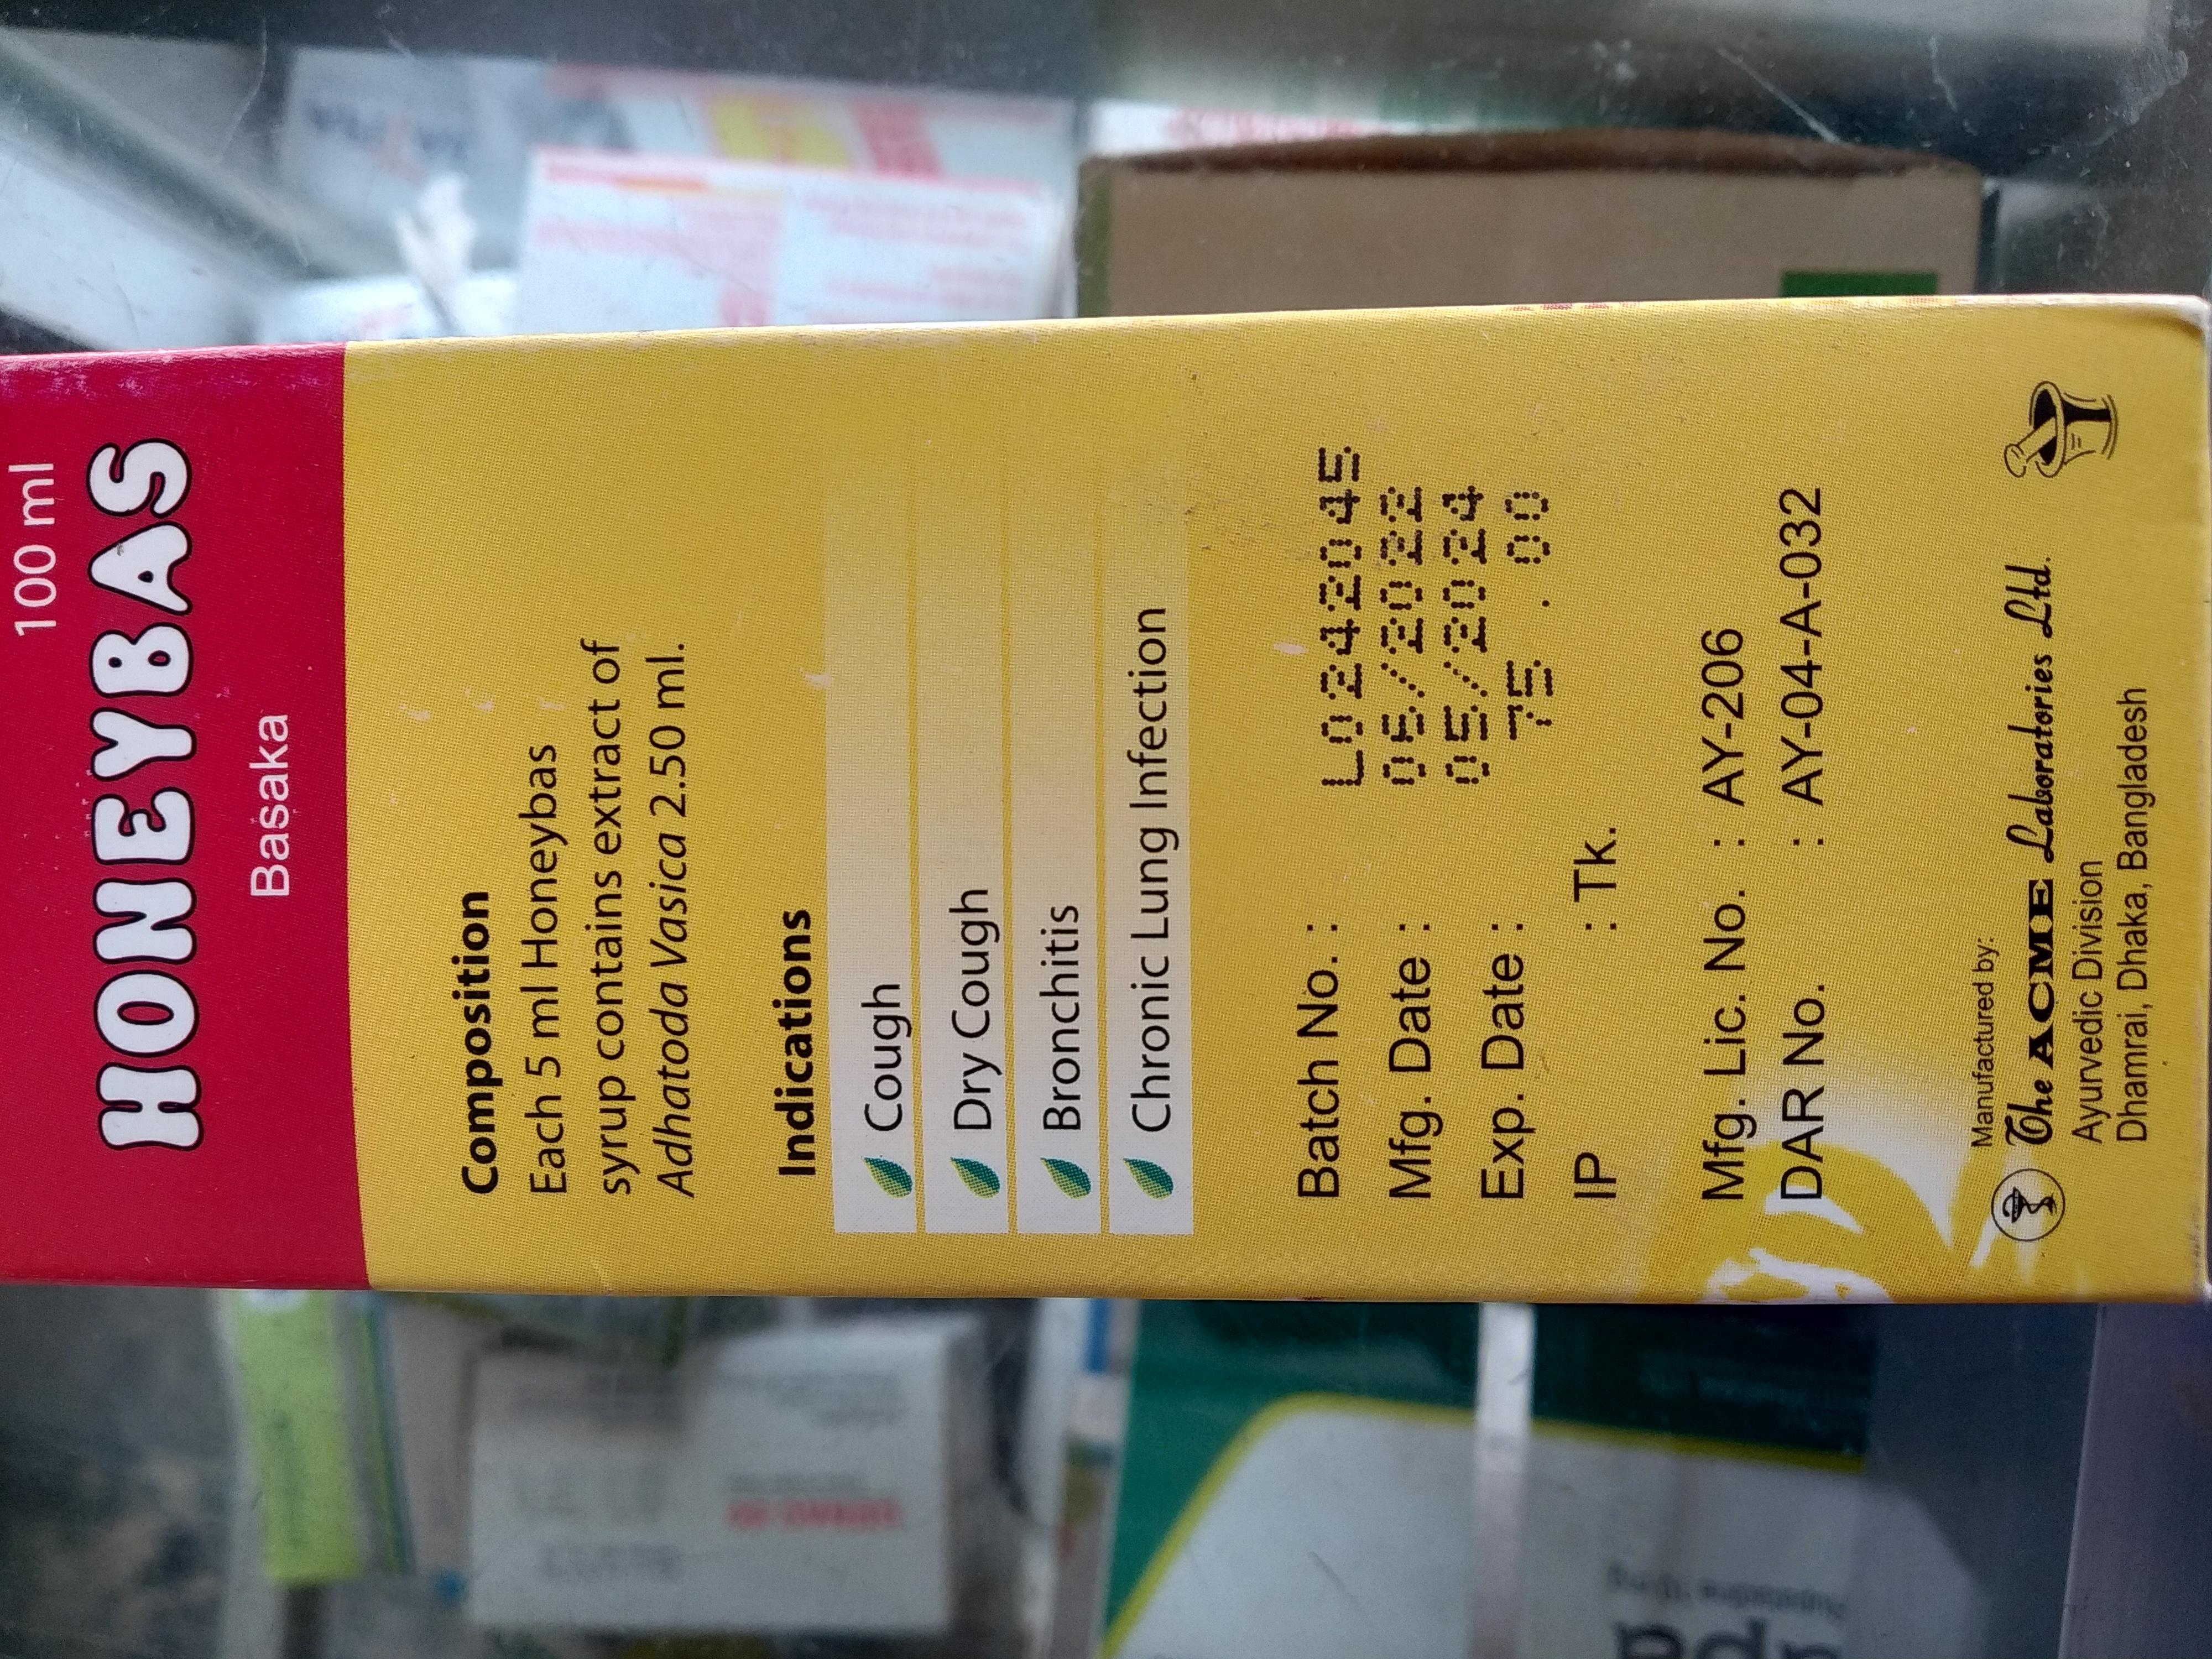 100 ml
HONEYBAS
Basaka
Composition
Each 5 ml Honeybas
syrup contains extract of
Adhatoda Vasica 2.50 ml.
Indications
Cough
Dry Cough
Bronchitis
Chronic Lung Infection
Batch No. : L0242045
Mfg. Date : 06/2022
Exp. Date : 05/2024
IP : Tk. 75 .00
Mfg. Lic. No. : AY-206
DAR No. : AY-04-A-032
Manufactured by:
The ACME Laboratories Ltd.
Ayurvedic Division
Dhamrai, Dhaka, Bangladesh